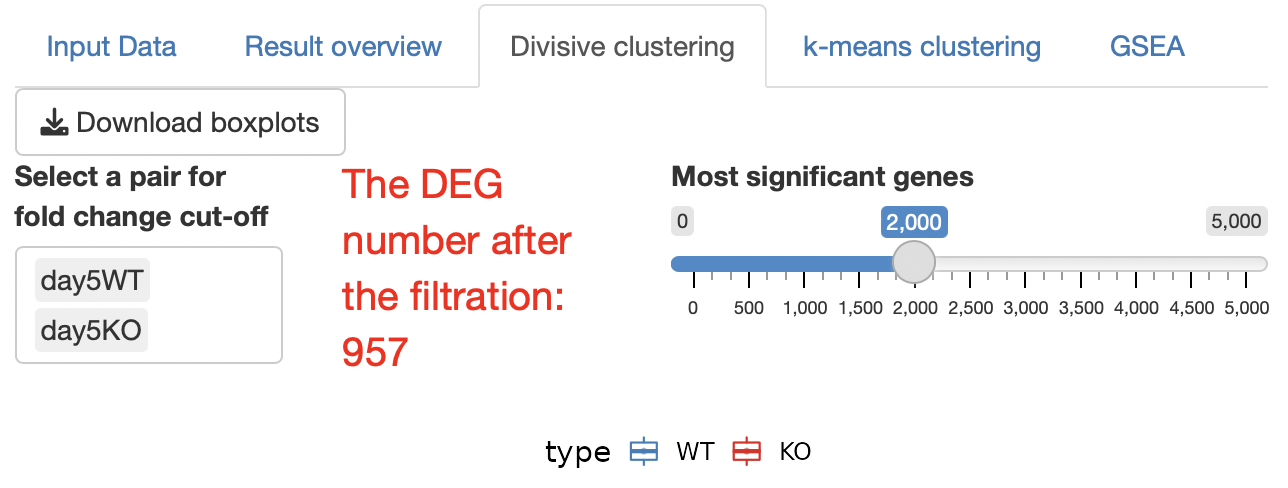 Input Data Result overview Divisive clustering k-means clustering GSEA
Download boxplots
Select a pair for
fold change cut-off
day5WT
day5KO
The DEG
number after
the filtration:
957
Most significant genes
0 2,000 5,000
0 500 1,000 1,500 2,000 2,500 3,000 3,500 4,000 4,500 5,000
type WT KO